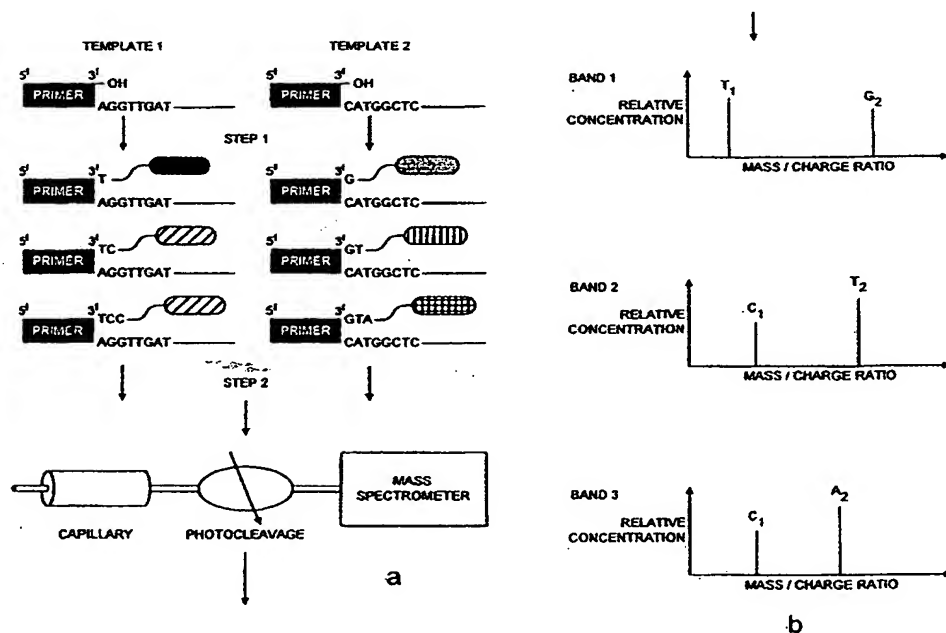 TEMPLATE 1 TEMPLATE 2
5' 3' OH 5' 3' OH
PRIMER PRIMER
AGGTTGAT CATGGCTC
STEP 1
5' 3' T 5' 3' G
PRIMER PRIMER
AGGTTGAT CATGGCTC
5' 3' TC 5' 3' GT
PRIMER PRIMER
AGGTTGAT CATGGCTC
5' 3' TCC 5' 3' GTA
PRIMER PRIMER
AGGTTGAT CATGGCTC
STEP 2
MASS
SPECTROMETER
CAPILLARY PHOTOCLEAVAGE
a
BAND 1
T1 G2
RELATIVE
CONCENTRATION
MASS / CHARGE RATIO
BAND 2
C1 T2
RELATIVE
CONCENTRATION
MASS / CHARGE RATIO
BAND 3
C1 A2
RELATIVE
CONCENTRATION
MASS / CHARGE RATIO
b